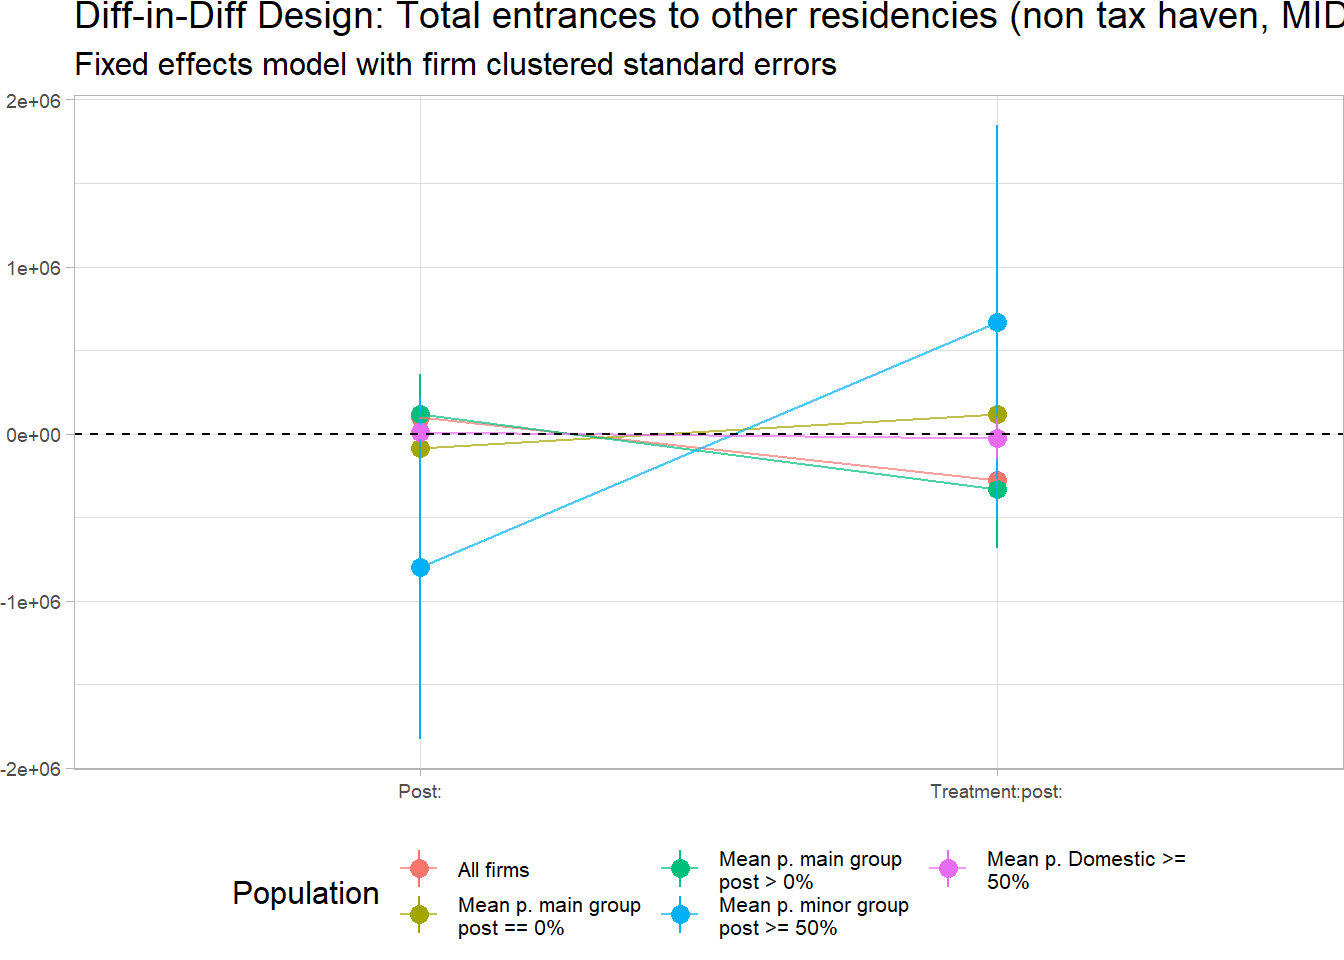 Diff-in-Diff Design: Total entrances to other residencies (non tax haven, MID
Fixed effects model with firm clustered standard errors
2e+06
1e+06
0e+00
-1e+06
-2e+06
Post:
Treatment:post:
Population
All firms
Mean p. main group
post == 0%
Mean p. main group
post > 0%
Mean p. minor group
post >= 50%
Mean p. Domestic >=
50%